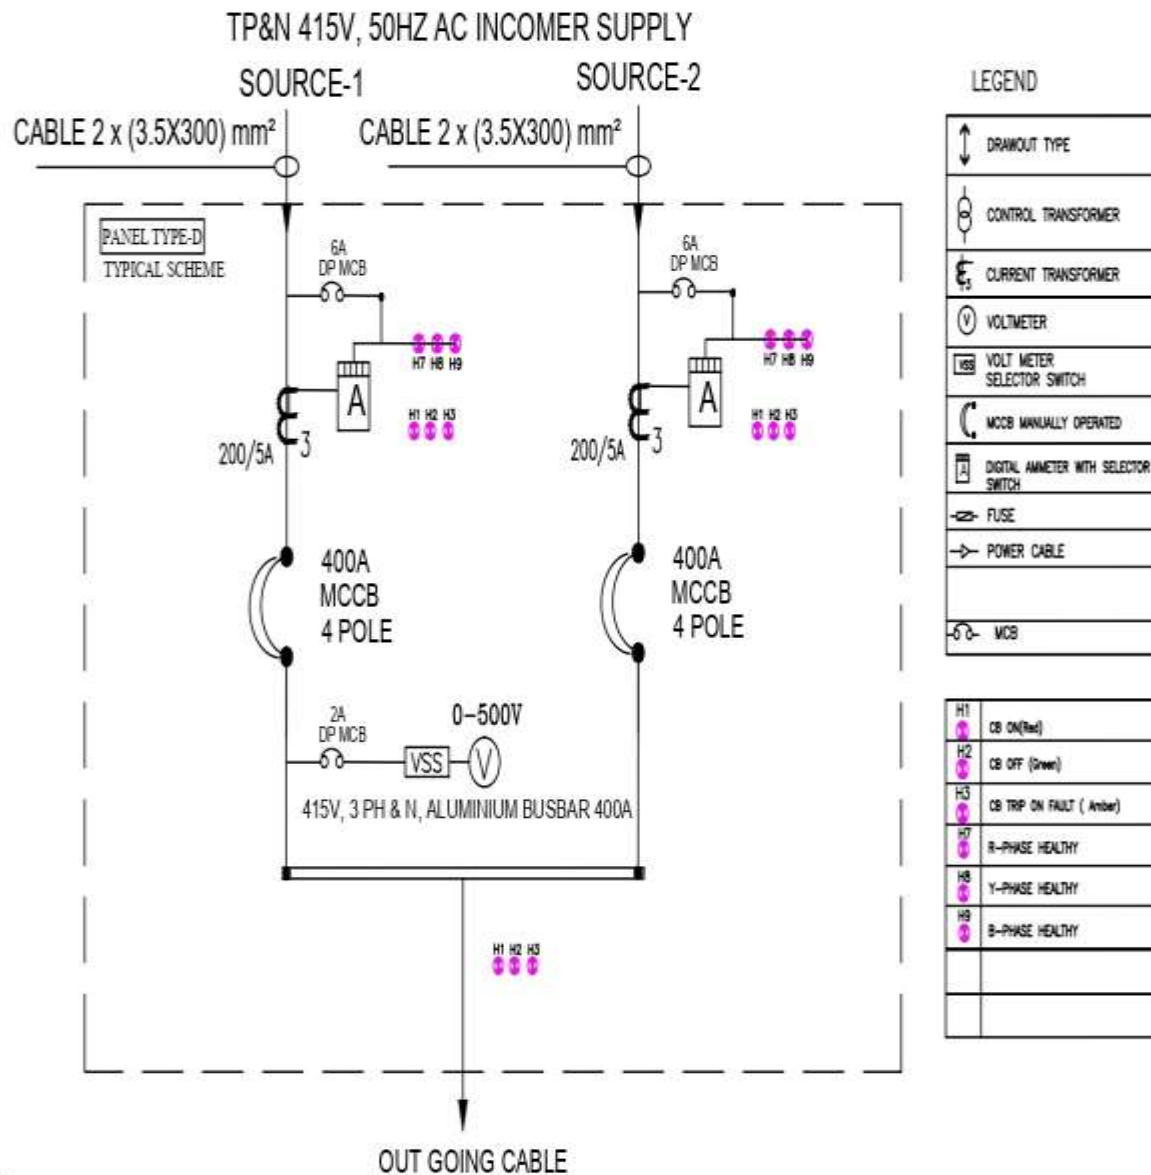 TP&N 415V, 50HZ AC INCOMER SUPPLY
SOURCE-1
SOURCE-2
CABLE 2 x (3.5X300) mm²
CABLE 2 x (3.5X300) mm²
PANEL TYPE-D
TYPICAL SCHEME
6A
DP MCB
H7 H8 H9
A
H1 H2 H3
200/5A
3
6A
DP MCB
H7 H8 H9
A
H1 H2 H3
200/5A
3
400A
MCCB
4 POLE
400A
MCCB
4 POLE
2A
DP MCB
0-500V
VSS
V
415V, 3 PH & N, ALUMINIUM BUSBAR 400A
H1 H2 H3
OUT GOING CABLE
LEGEND
DRAWOUT TYPE
CONTROL TRANSFORMER
3
CURRENT TRANSFORMER
V
VOLTMETER
VSS
VOLT METER
SELECTOR SWITCH
MCCB MANUALLY OPERATED
A
DIGITAL AMMETER WITH SELECTOR
SWITCH
FUSE
POWER CABLE
MCB
H1
CB ON(Red)
H2
CB OFF (Green)
H3
CB TRIP ON FAULT ( Amber)
H7
R-PHASE HEALTHY
H8
Y-PHASE HEALTHY
H9
B-PHASE HEALTHY